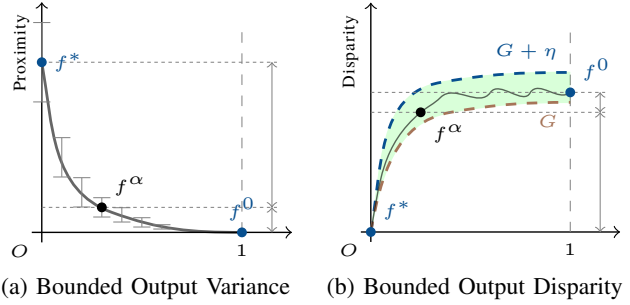 Proximity
f*
f^α
f^0
O
1
(a) Bounded Output Variance
Disparity
G + η
f^0
G
f^α
f*
O
1
(b) Bounded Output Disparity